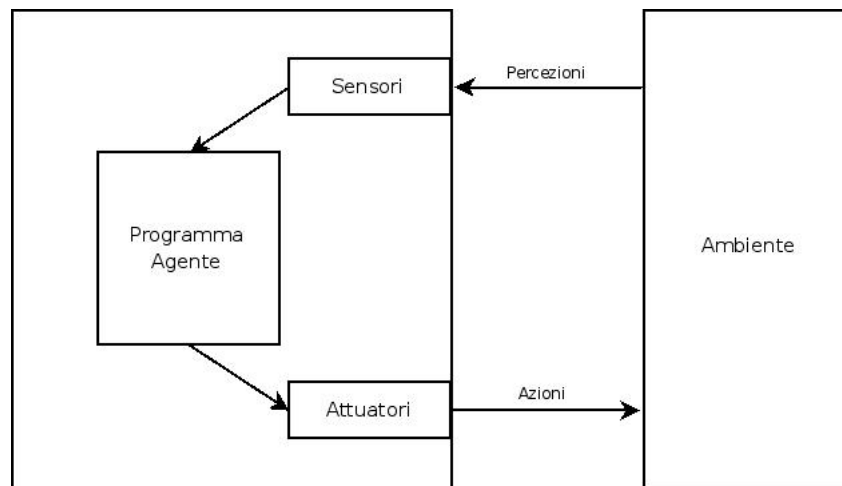 Percezioni
Sensori
Programma
Agente
Ambiente
Azioni
Attuatori